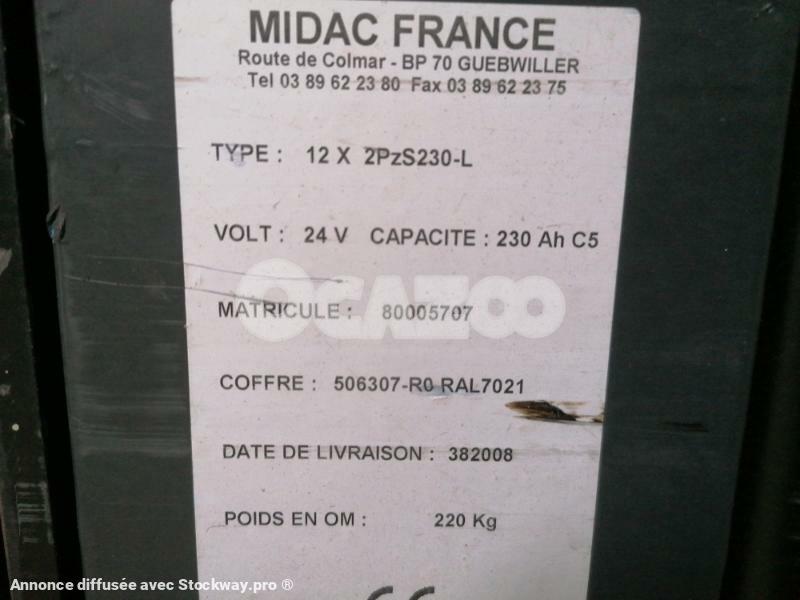 MIDAC FRANCE
Route de Colmar - BP 70 GUEBWILLER
Tel 03 89 62 23 80 Fax 03 89 62 23 75
TYPE : 12 X 2PzS230-L
VOLT : 24 V CAPACITE : 230 Ah C5
OCAZOO
MATRICULE : 80005707
COFFRE : 506307-R0 RAL7021
DATE DE LIVRAISON : 382008
POIDS EN OM : 220 Kg
CE
Annonce diffusée avec Stockway.pro ®